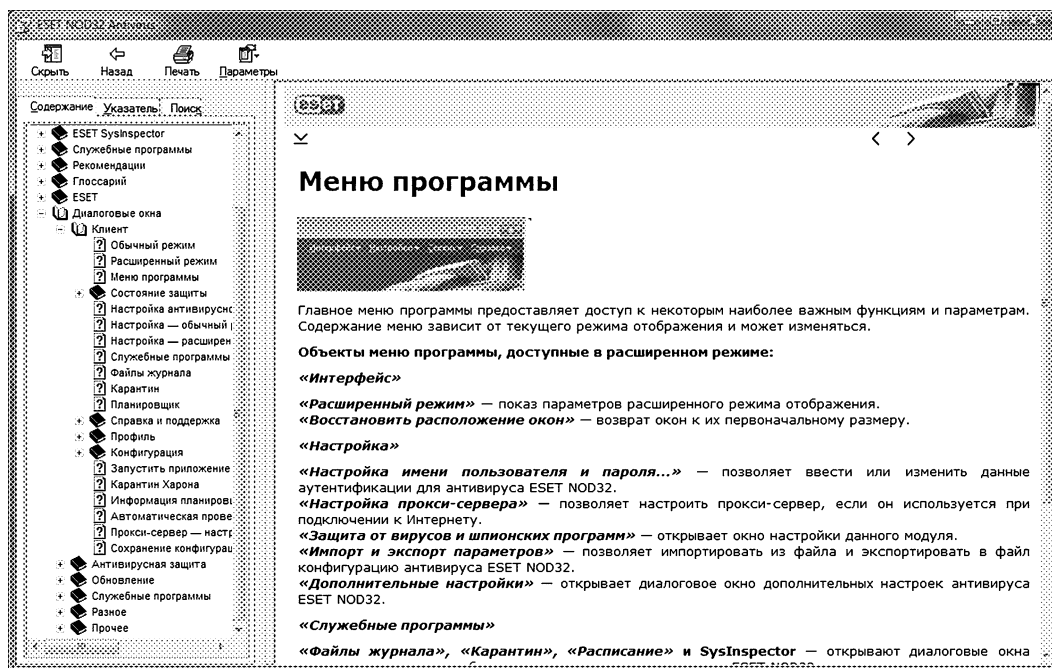 ESET NOD32 Antivirus
Скрыть Назад Печать Параметры
Содержание Указатель Поиск
ESET SysInspector
Служебные программы
Рекомендации
Глоссарий
ESET
Диалоговые окна
Клиент
Обычный режим
Расширенный режим
Меню программы
Состояние защиты
Настройка антивирусно
Настройка — обычный
Настройка — расширен
Служебные программы
Файлы журнала
Карантин
Планировщик
Справка и поддержка
Профиль
Конфигурация
Запустить приложение
Карантин Харона
Информация планиров
Автоматическая прове
Прокси-сервер — настр
Сохранение конфигурац
Антивирусная защита
Обновление
Служебные программы
Разное
Прочее
eset
Меню программы
Главное меню программы предоставляет доступ к некоторым наиболее важным функциям и параметрам.
Содержание меню зависит от текущего режима отображения и может изменяться.
Объекты меню программы, доступные в расширенном режиме:
«Интерфейс»
«Расширенный режим» — показ параметров расширенного режима отображения.
«Восстановить расположение окон» — возврат окон к их первоначальному размеру.
«Настройка»
«Настройка имени пользователя и пароля...» — позволяет ввести или изменить данные
аутентификации для антивируса ESET NOD32.
«Настройка прокси-сервера» — позволяет настроить прокси-сервер, если он используется при
подключении к Интернету.
«Защита от вирусов и шпионских программ» — открывает окно настройки данного модуля.
«Импорт и экспорт параметров» — позволяет импортировать из файла и экспортировать в файл
конфигурацию антивируса ESET NOD32.
«Дополнительные настройки» — открывает диалоговое окно дополнительных настроек антивируса
ESET NOD32.
«Служебные программы»
«Файлы журнала», «Карантин», «Расписание» и SysInspector — открывают диалоговые окна